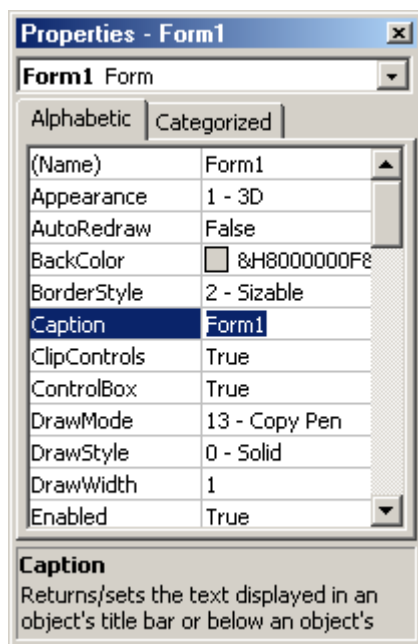 Properties - Form1
Form1 Form
Alphabetic Categorized
(Name) Form1
Appearance 1 - 3D
AutoRedraw False
BackColor &H8000000F&
BorderStyle 2 - Sizable
Caption Form1
ClipControls True
ControlBox True
DrawMode 13 - Copy Pen
DrawStyle 0 - Solid
DrawWidth 1
Enabled True
Caption
Returns/sets the text displayed in an
object's title bar or below an object's